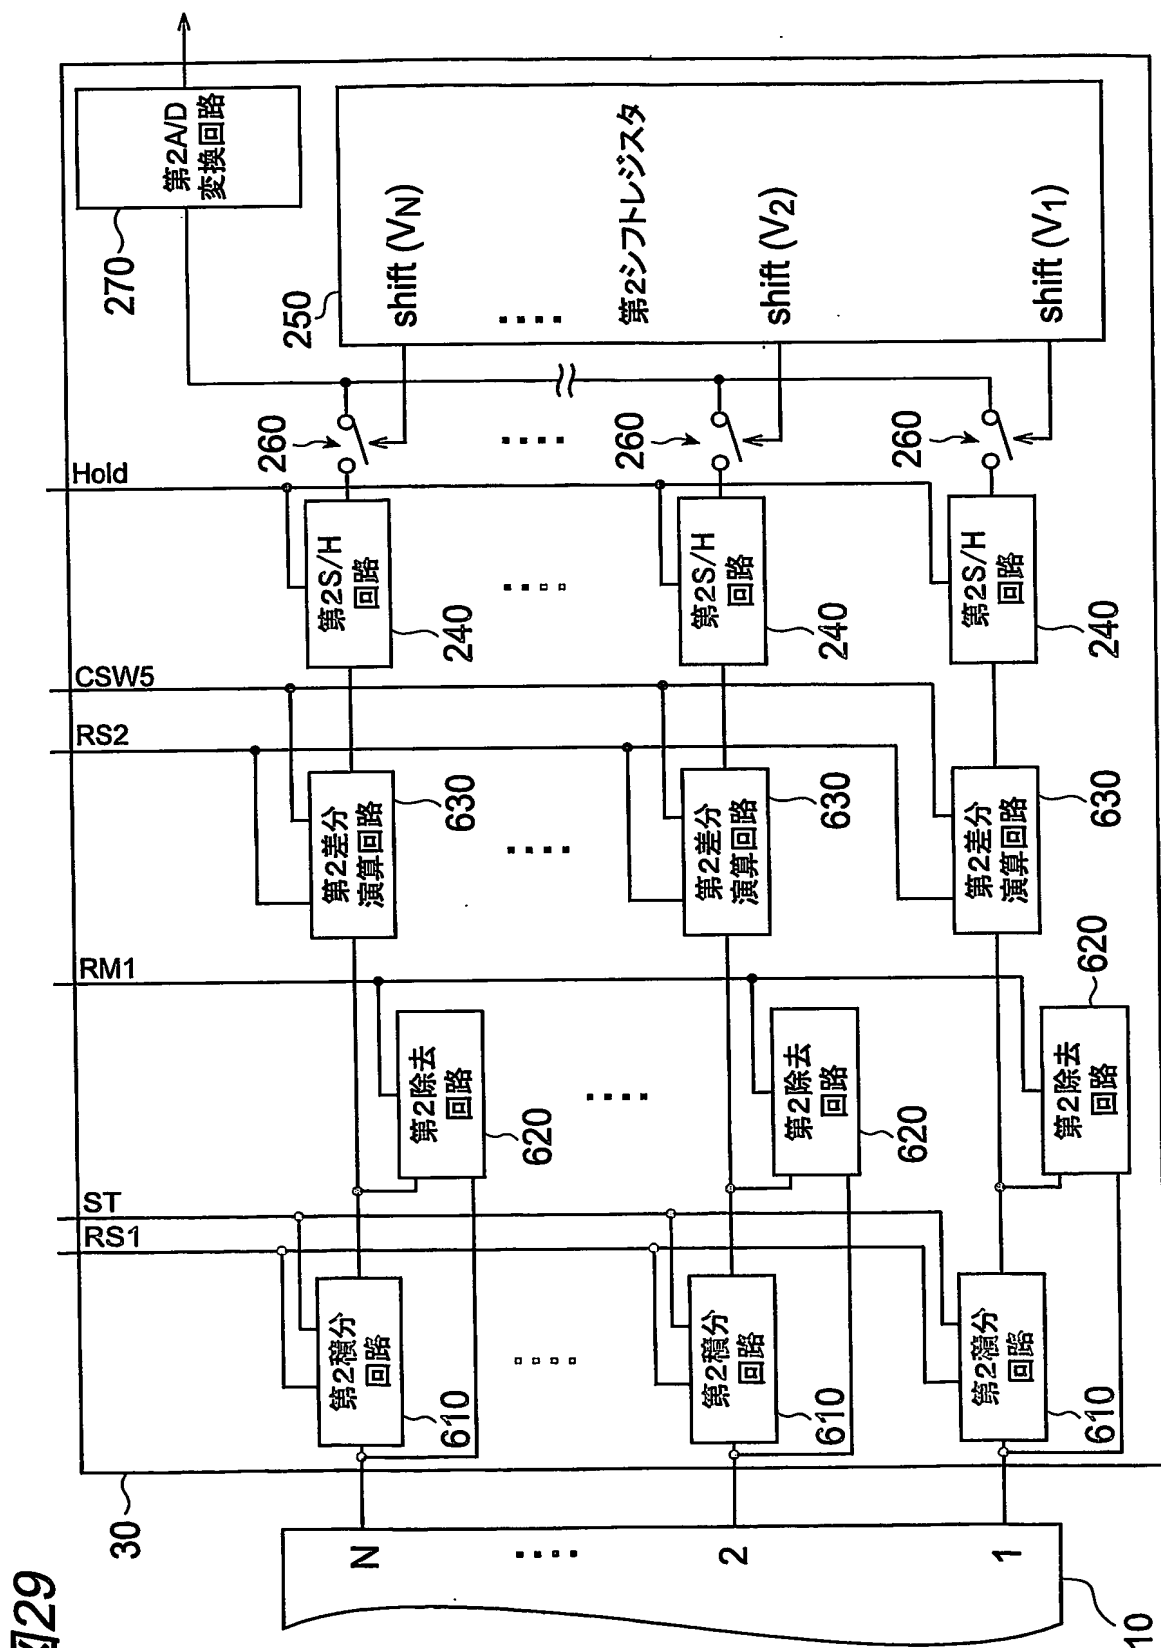 図29
30
10
N
2
1
RS1
ST
RM1
RS2
CSW5
Hold
第2積分
回路
610
第2除去
回路
620
第2差分
演算回路
630
第2S/H
回路
240
260
第2積分
回路
610
第2除去
回路
620
第2差分
演算回路
630
第2S/H
回路
240
260
第2積分
回路
610
第2除去
回路
620
第2差分
演算回路
630
第2S/H
回路
240
260
250
shift (VN)
第2シフトレジスタ
shift (V2)
shift (V1)
270
第2A/D
変換回路